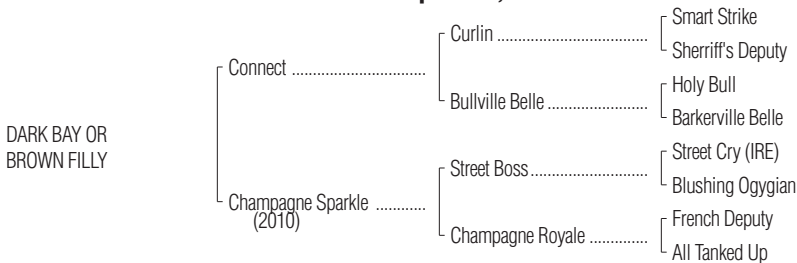 Smart Strike
Curlin ..............................
Sherriff's Deputy
Connect ................................
Holy Bull
Bullville Belle ........................
Barkerville Belle
DARK BAY OR
BROWN FILLY
Street Cry (IRE)
Street Boss............................
Blushing Ogygian
Champagne Sparkle ............
(2010)
French Deputy
Champagne Royale ..............
All Tanked Up